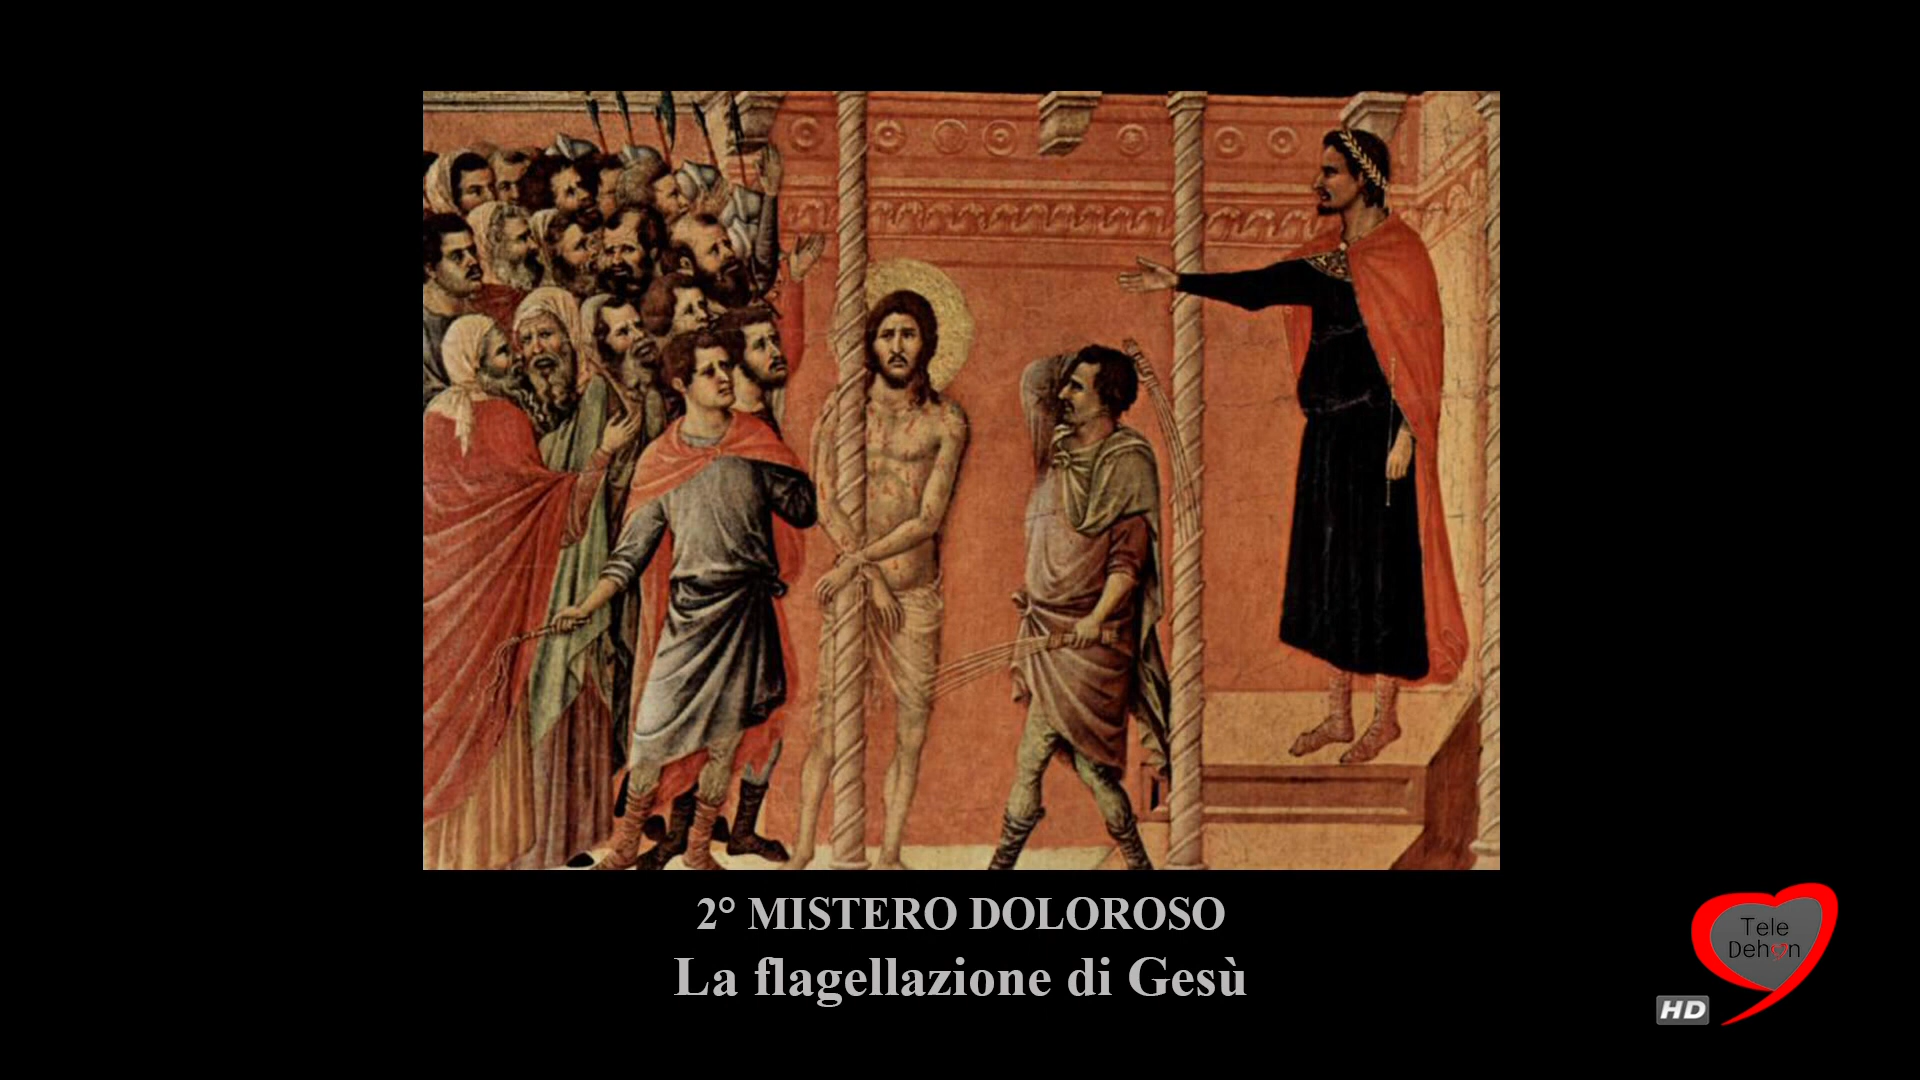 2° MISTERO DOLOROSO
La flagellazione di Gesù
Tele
Dehon
HD